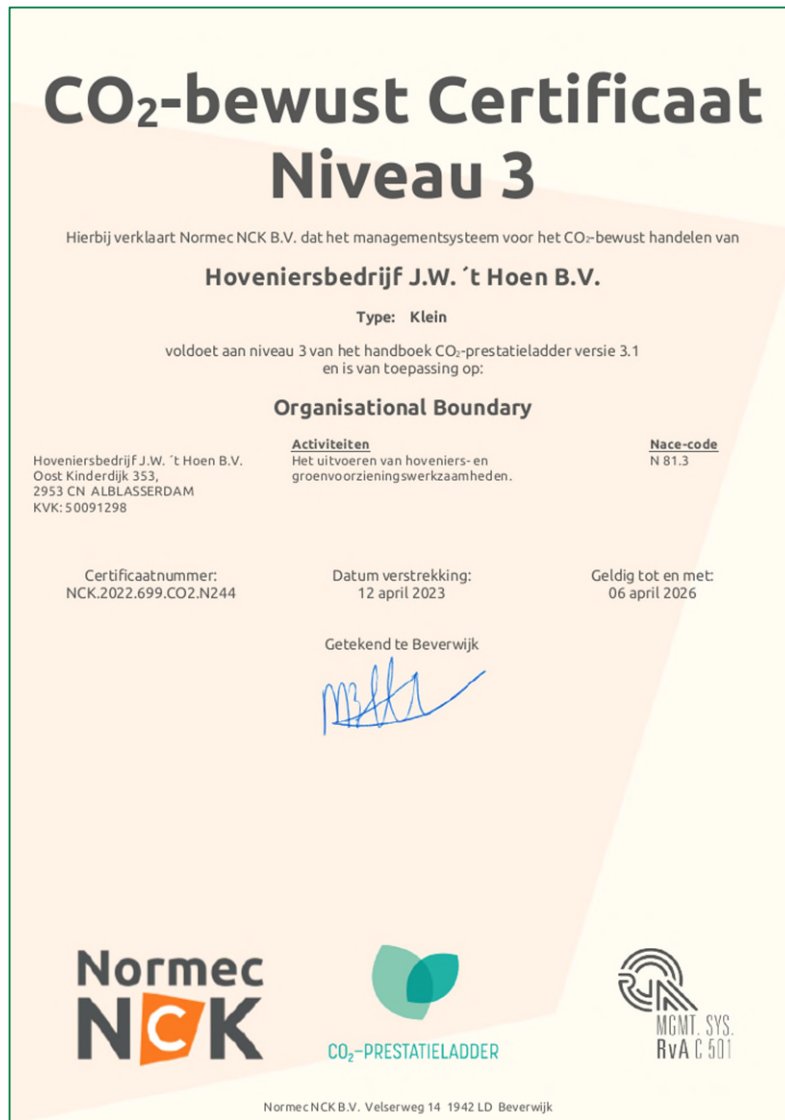 CO₂-bewust Certificaat
Niveau 3
Hierbij verklaart Normec NCK B.V. dat het managementsysteem voor het CO₂-bewust handelen van
Hoveniersbedrijf J.W. ´t Hoen B.V.
Type: Klein
voldoet aan niveau 3 van het handboek CO₂-prestatieladder versie 3.1
en is van toepassing op:
Organisational Boundary
Hoveniersbedrijf J.W. ´t Hoen B.V.
Oost Kinderdijk 353,
2953 CN ALBLASSERDAM
KVK: 50091298
Activiteiten
Het uitvoeren van hoveniers- en
groenvoorzieningswerkzaamheden.
Nace-code
N 81.3
Certificaatnummer:
NCK.2022.699.CO2.N244
Datum verstrekking:
12 april 2023
Geldig tot en met:
06 april 2026
Getekend te Beverwijk
Normec
NCK
CO₂-PRESTATIELADDER
RVA
MGMT. SYS.
RvA C 501
Normec NCK B.V. Velserweg 14 1942 LD Beverwijk